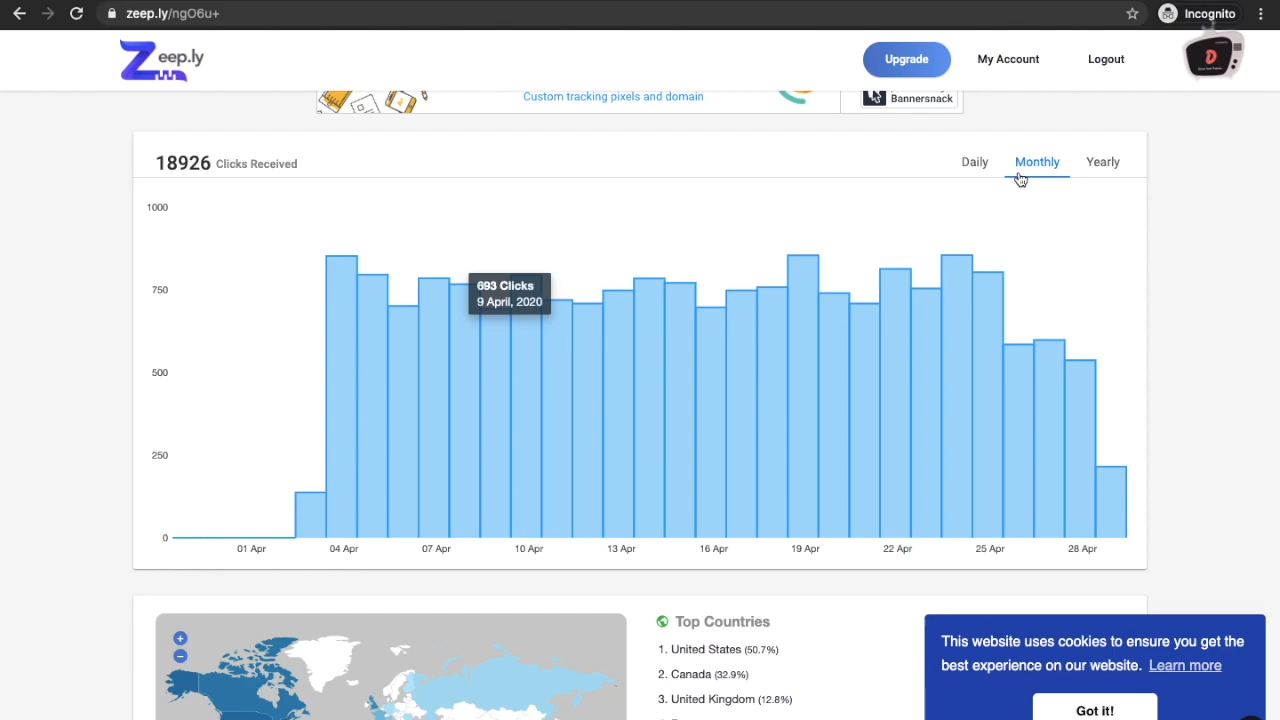 zeep.ly/ngO6u+
Incognito
Zeep.ly
Upgrade
My Account
Logout
D
Custom tracking pixels and domain
Bannersnack
18926 Clicks Received
Daily
Monthly
Yearly
1000
750
500
250
0
693 Clicks
9 April, 2020
01 Apr
04 Apr
07 Apr
10 Apr
13 Apr
16 Apr
19 Apr
22 Apr
25 Apr
28 Apr
+
−
Top Countries
1. United States (50.7%)
2. Canada (32.9%)
3. United Kingdom (12.8%)
This website uses cookies to ensure you get the
best experience on our website. Learn more
Got it!